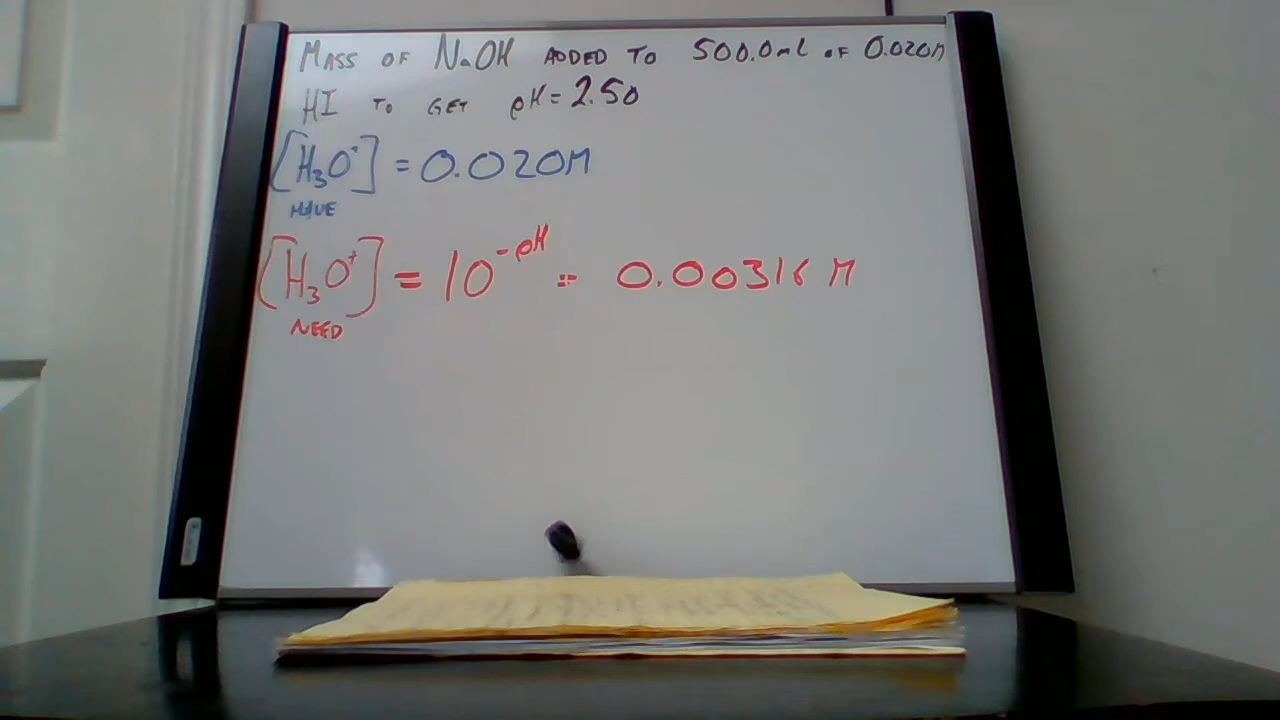 MASS OF NaOH ADDED TO 500.0mL OF 0.020M
HI TO GET pH = 2.50
[H₃O⁺] = 0.020M
HAVE
[H₃O⁺] = 10^-pH = 0.00316 M
NEED